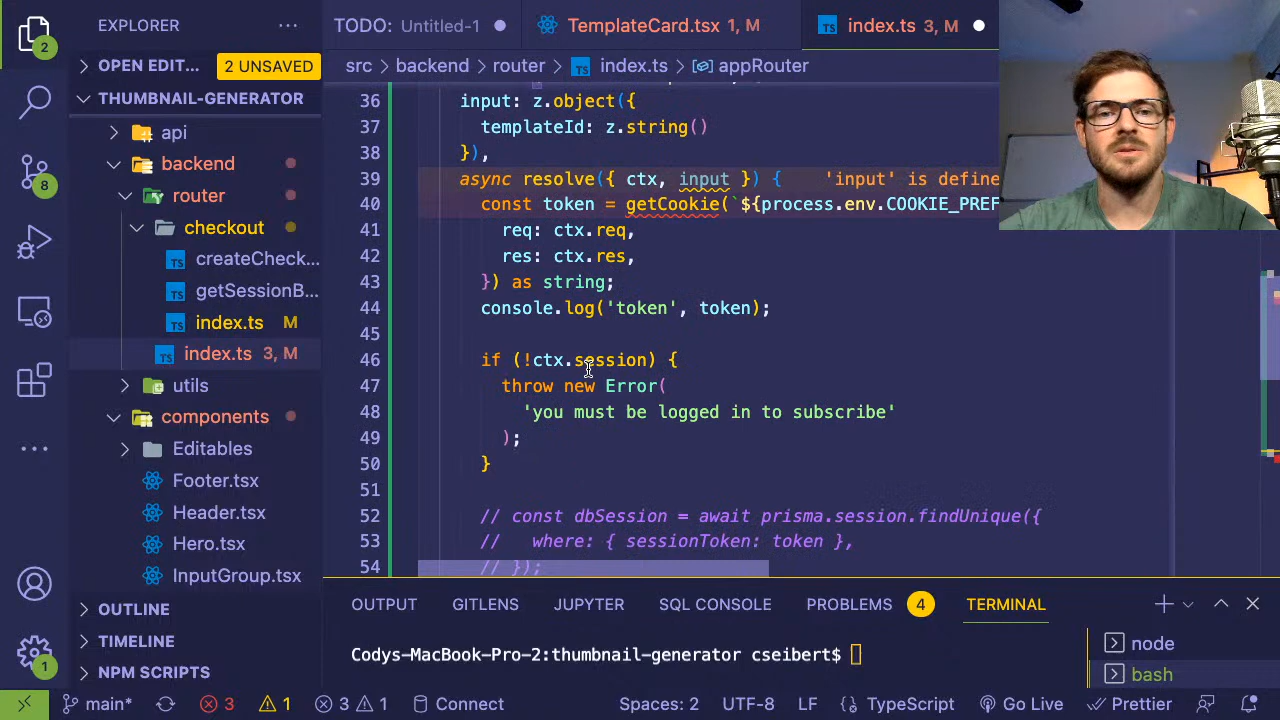 EXPLORER
TODO: Untitled-1
TemplateCard.tsx 1, M
index.ts 3, M
OPEN EDIT... 2 UNSAVED
src > backend > router > index.ts > appRouter
THUMBNAIL-GENERATOR
api
backend
router
checkout
createCheck...
getSessionB...
index.ts M
index.ts 3, M
utils
components
Editables
Footer.tsx
Header.tsx
Hero.tsx
InputGroup.tsx
OUTLINE
TIMELINE
NPM SCRIPTS
2
8
1
36 input: z.object({
37 templateId: z.string()
38 }),
39 async resolve({ ctx, input }) { 'input' is define
40 const token = getCookie(`${process.env.COOKIE_PREF
41 req: ctx.req,
42 res: ctx.res,
43 }) as string;
44 console.log('token', token);
45
46 if (!ctx.session) {
47 throw new Error(
48 'you must be logged in to subscribe'
49 );
50 }
51
52 // const dbSession = await prisma.session.findUnique({
53 // where: { sessionToken: token },
54 // });
OUTPUT GITLENS JUPYTER SQL CONSOLE PROBLEMS 4 TERMINAL
Codys-MacBook-Pro-2:thumbnail-generator cseibert$
node
bash
main* 3 1 3 1 Connect Spaces: 2 UTF-8 LF TypeScript Go Live Prettier